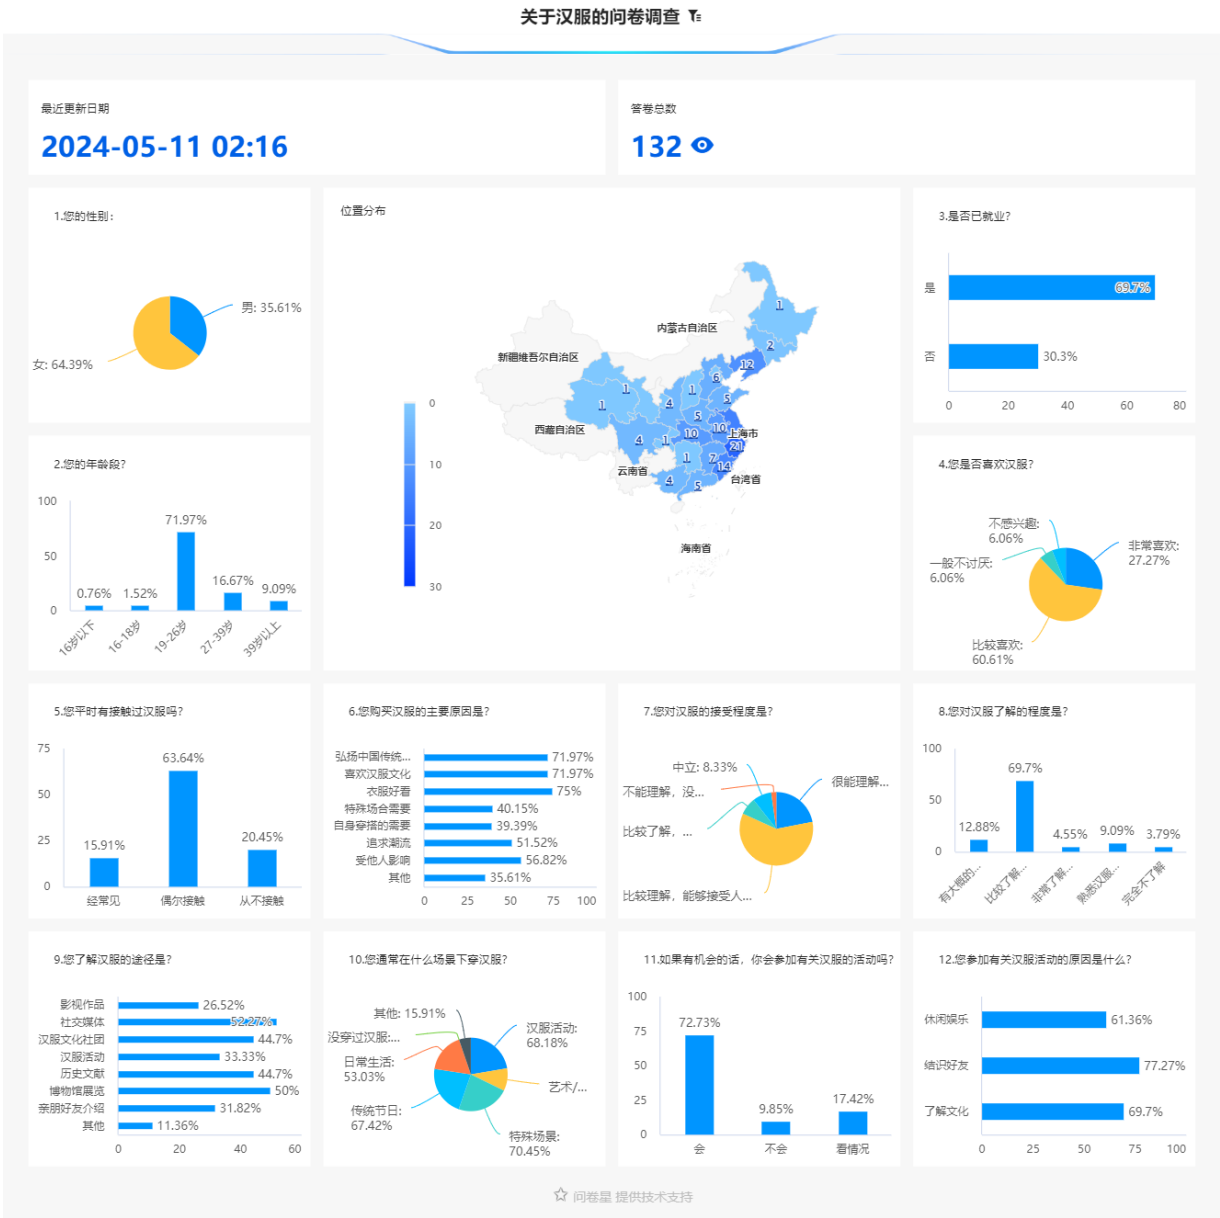 关于汉服的问卷调查
最近更新日期
2024-05-11 02:16
答卷总数
132
1.您的性别:
男: 35.61%
女: 64.39%
位置分布
内蒙古自治区
新疆维吾尔自治区
西藏自治区
云南省
上海市
台湾省
海南省
1
2
12
6
1
5
1
1
4
5
10
10
21
4
1
1
7
14
4
5
0
10
20
30
3.是否已就业?
是
69.7%
否
30.3%
0 20 40 60 80
2.您的年龄段?
100
50
0
0.76%
1.52%
71.97%
16.67%
9.09%
16岁以下
16-18岁
19-26岁
27-39岁
39岁以上
4.您是否喜欢汉服?
不感兴趣:
6.06%
一般不讨厌:
6.06%
非常喜欢:
27.27%
比较喜欢:
60.61%
5.您平时有接触过汉服吗?
75
50
25
0
15.91%
63.64%
20.45%
经常见 偶尔接触 从不接触
6.您购买汉服的主要原因是?
弘扬中国传统... 71.97%
喜欢汉服文化 71.97%
衣服好看 75%
特殊场合需要 40.15%
自身穿搭的需要 39.39%
追求潮流 51.52%
受他人影响 56.82%
其他 35.61%
0 25 50 75 100
7.您对汉服的接受程度是?
中立: 8.33%
不能理解，没...
比较了解，...
很能理解...
比较理解，能够接受人...
8.您对汉服了解的程度是?
100
50
0
12.88%
69.7%
4.55%
9.09%
3.79%
有大概的...
比较了解...
非常了解...
熟悉汉服...
完全不了解
9.您了解汉服的途径是?
影视作品 26.52%
社交媒体 52.27%
汉服文化社团 44.7%
汉服活动 33.33%
历史文献 44.7%
博物馆展览 50%
亲朋好友介绍 31.82%
其他 11.36%
0 20 40 60
10.您通常在什么场景下穿汉服?
其他: 15.91%
没穿过汉服:...
日常生活:
53.03%
传统节日:
67.42%
汉服活动:
68.18%
艺术/...
特殊场景:
70.45%
11.如果有机会的话，你会参加有关汉服的活动吗?
100
75
50
25
0
72.73%
9.85%
17.42%
会 不会 看情况
12.您参加有关汉服活动的原因是什么?
休闲娱乐 61.36%
结识好友 77.27%
了解文化 69.7%
0 25 50 75 100
问卷星 提供技术支持